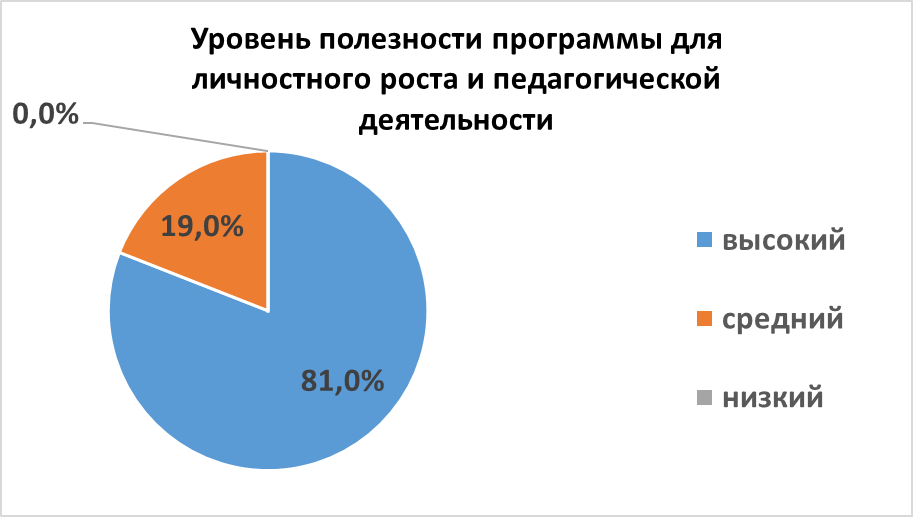 Уровень полезности программы для
личностного роста и педагогической
деятельности
0,0%
19,0%
81,0%
высокий
средний
низкий